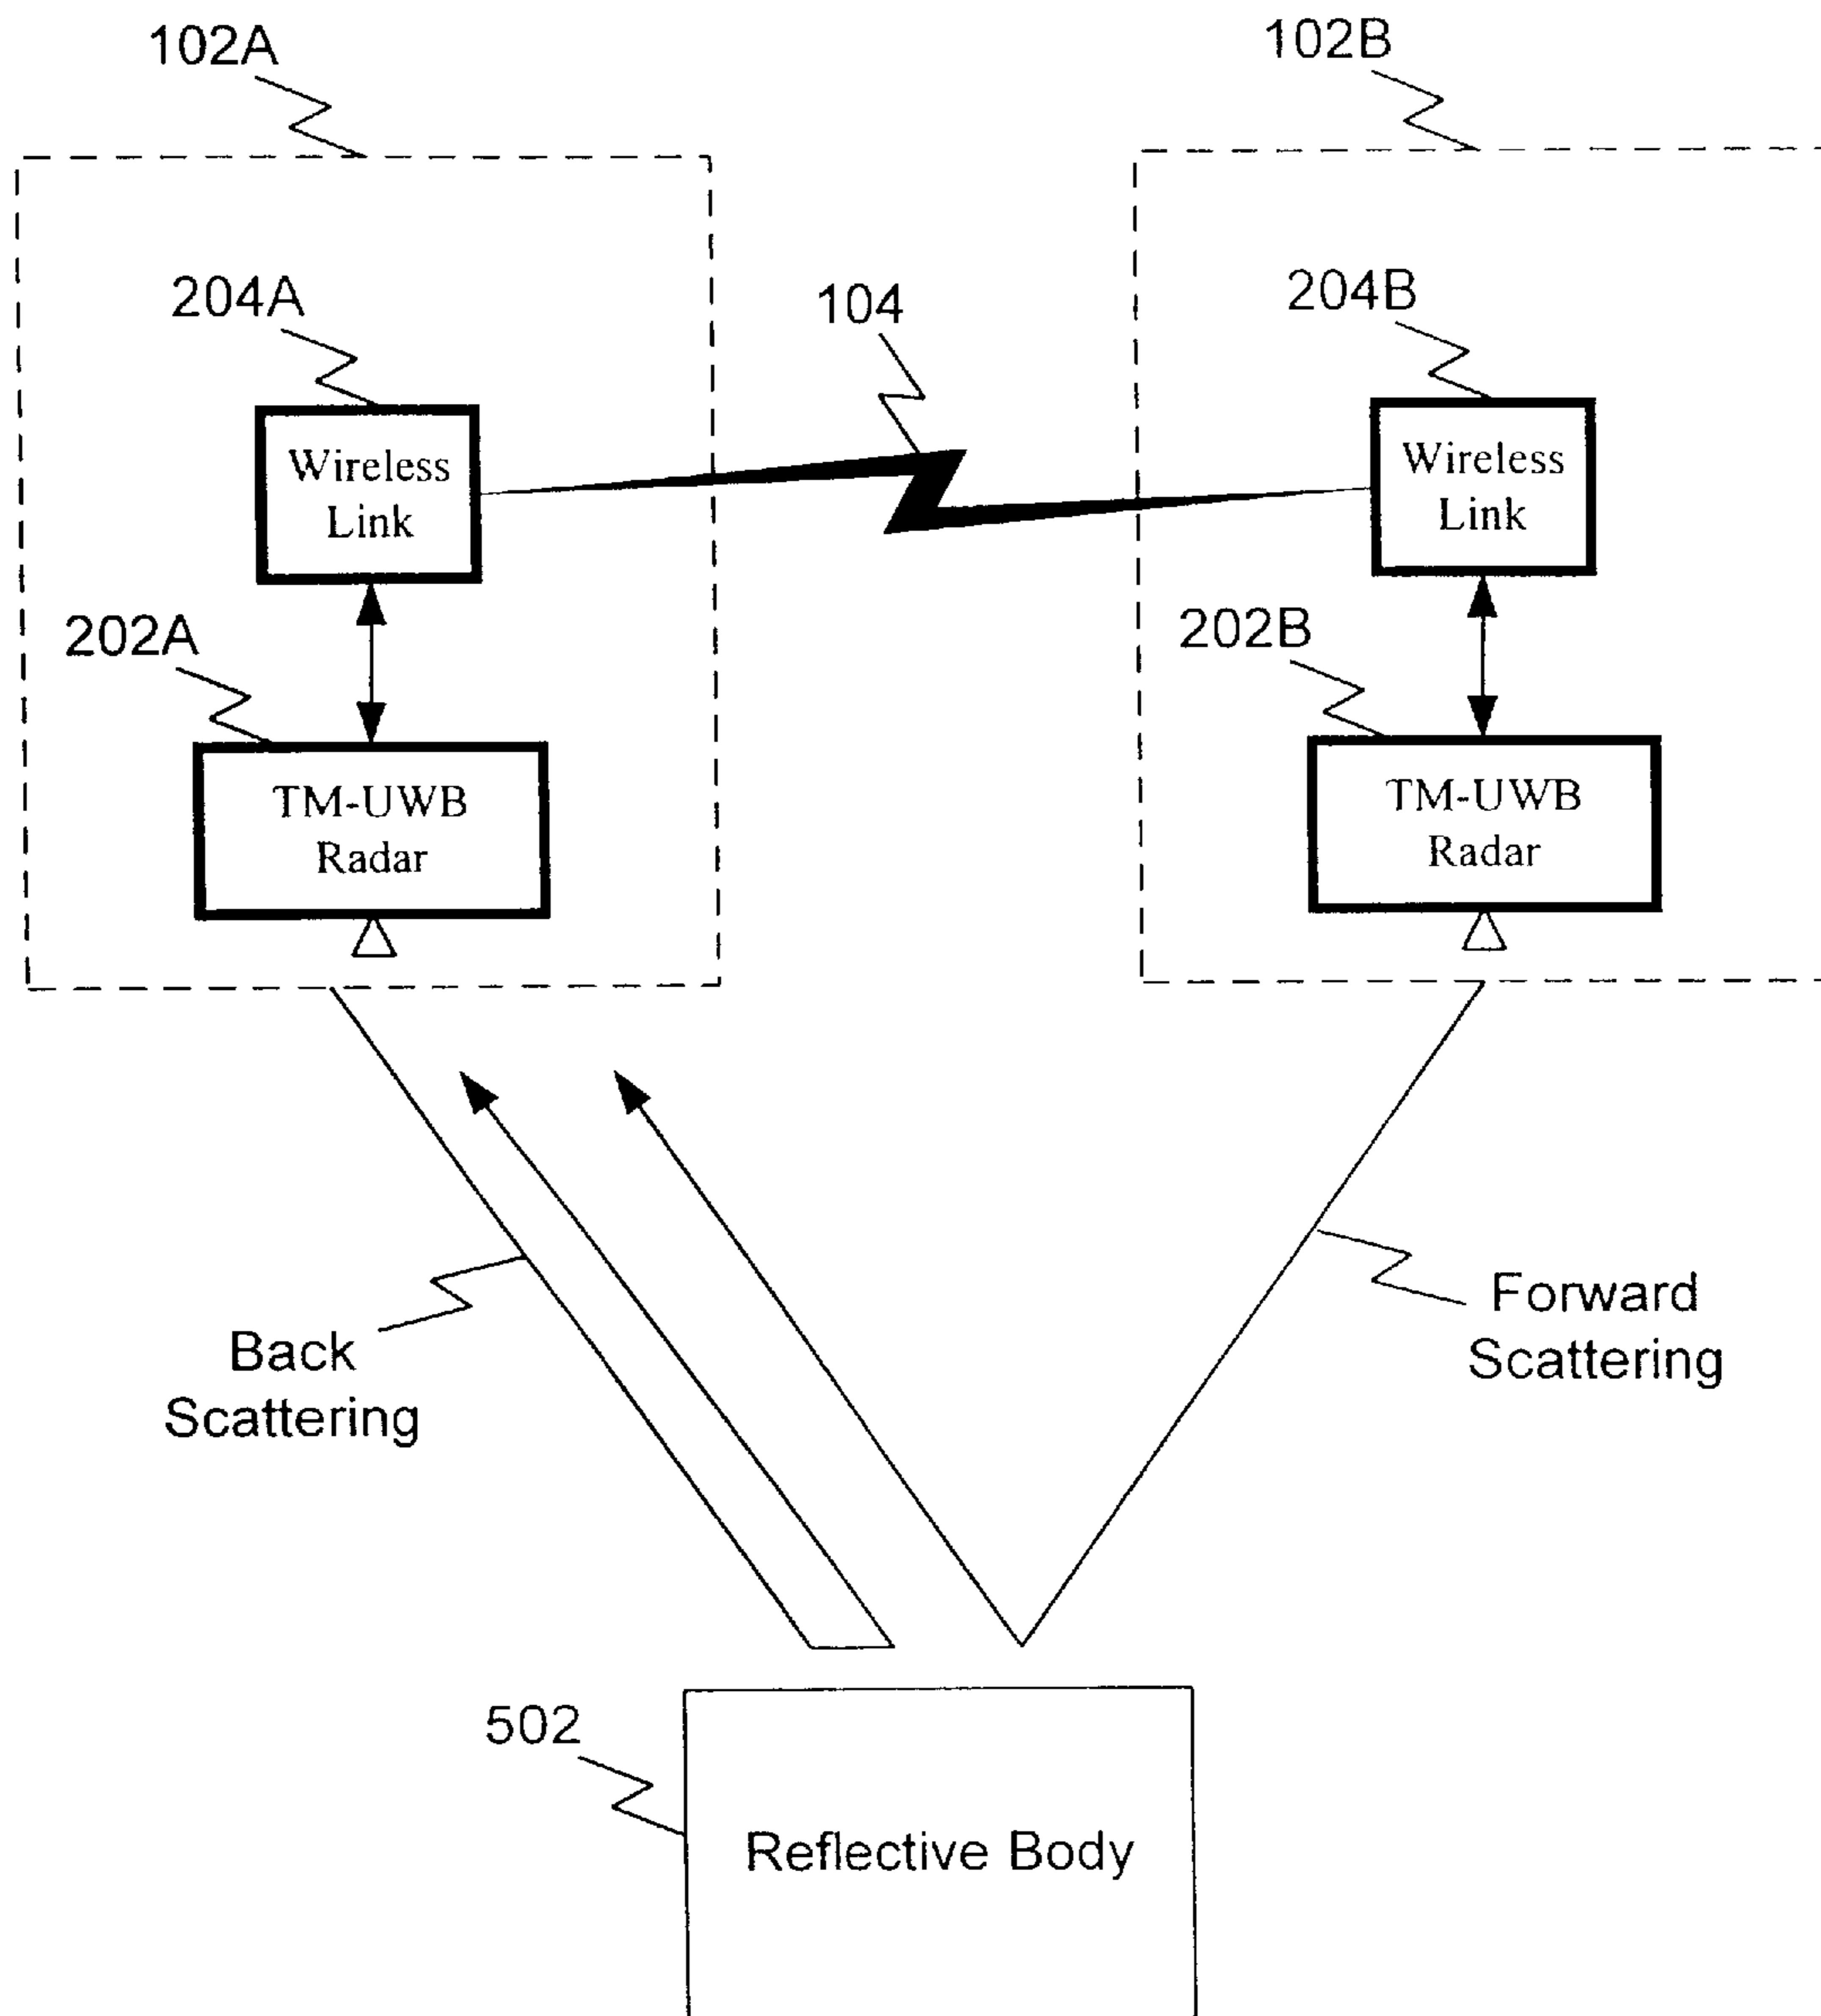 102A
102B
204A
104
204B
Wireless
Link
Wireless
Link
202A
202B
TM-UWB
Radar
TM-UWB
Radar
Back
Scattering
Forward
Scattering
502
Reflective Body